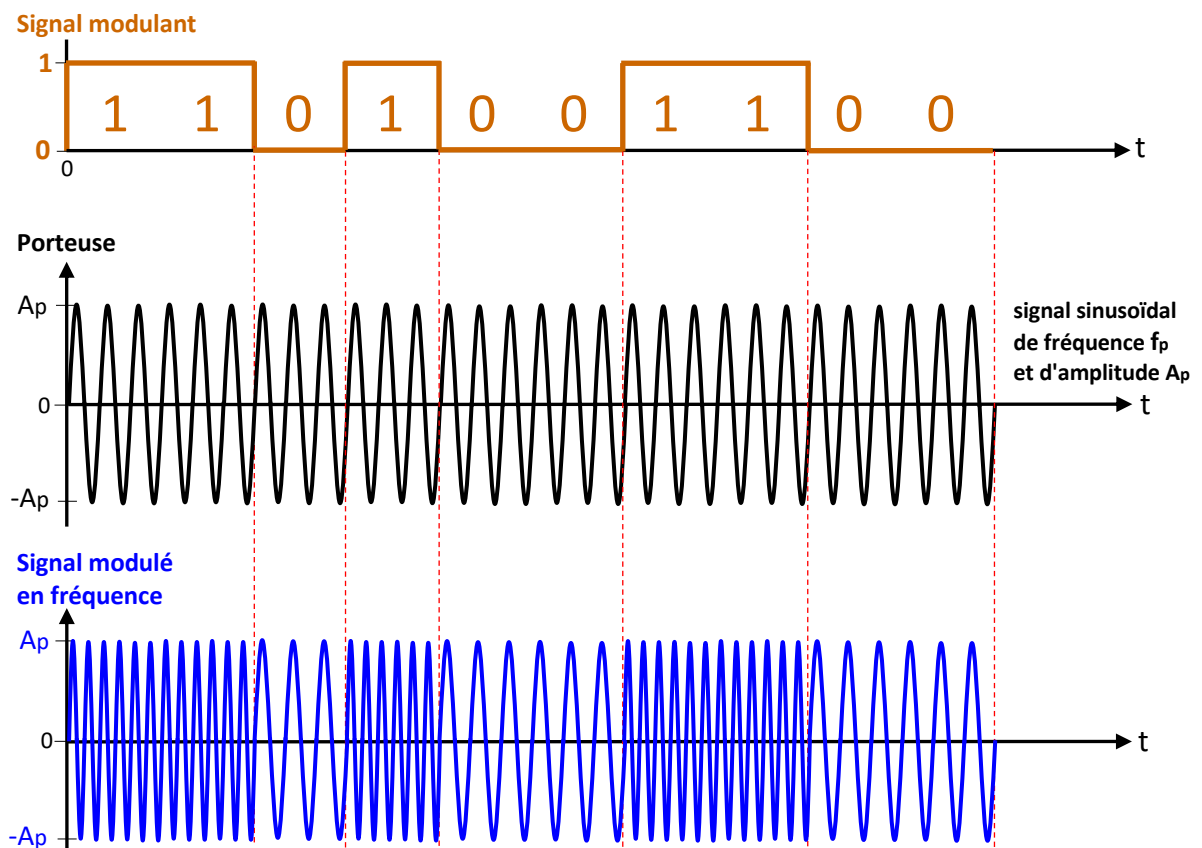 Signal modulant
1
1 1 0 1 0 0 1 1 0 0
0
t
0
Porteuse
Ap
signal sinusoïdal
de fréquence fp
et d'amplitude Ap
0
t
-Ap
Signal modulé
en fréquence
Ap
0
t
-Ap